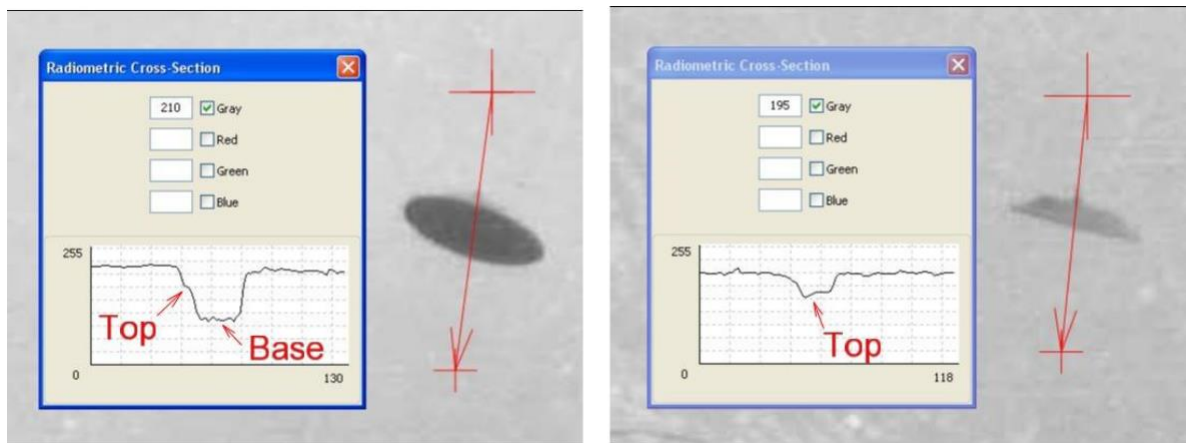 Radiometric Cross-Section
210 Gray
Red
Green
Blue
255
Top
Base
0
130
Radiometric Cross-Section
195 Gray
Red
Green
Blue
255
Top
0
118